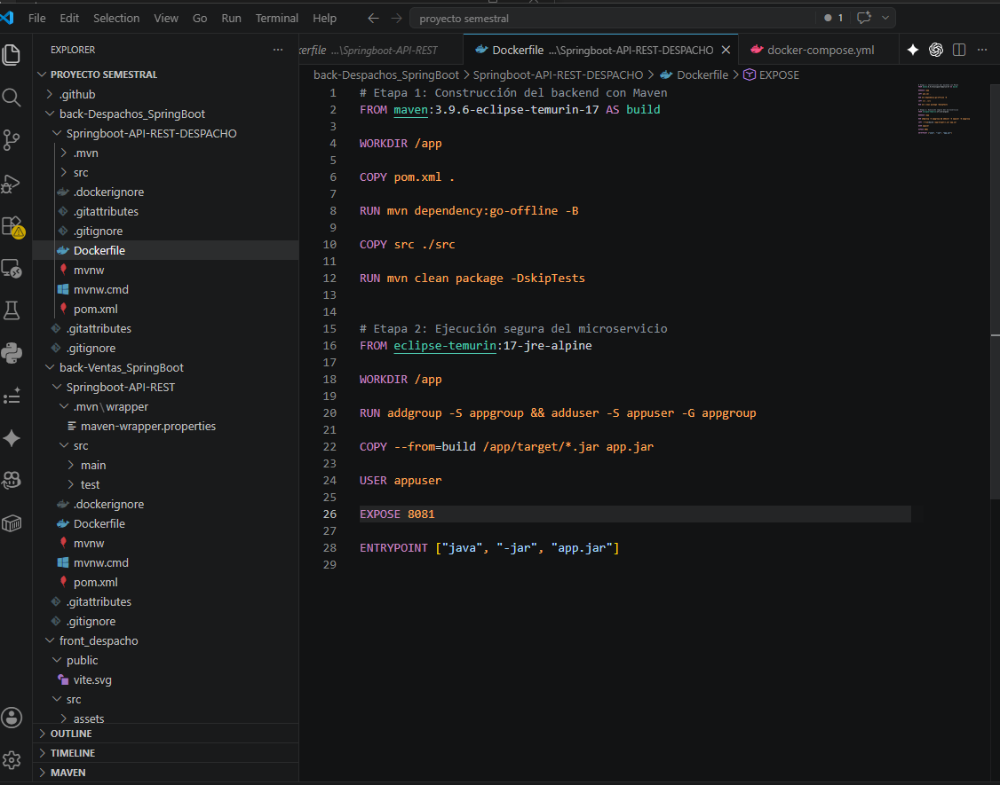 File Edit Selection View Go Run Terminal Help
proyecto semestral
1
EXPLORER
PROYECTO SEMESTRAL
.github
back-Despachos_SpringBoot
Springboot-API-REST-DESPACHO
.mvn
src
.dockerignore
.gitattributes
.gitignore
Dockerfile
mvnw
mvnw.cmd
pom.xml
.gitattributes
.gitignore
back-Ventas_SpringBoot
Springboot-API-REST
.mvn\wrapper
maven-wrapper.properties
src
main
test
.dockerignore
Dockerfile
mvnw
mvnw.cmd
pom.xml
.gitattributes
.gitignore
front_despacho
public
vite.svg
src
assets
OUTLINE
TIMELINE
MAVEN
erfile ...\Springboot-API-REST
Dockerfile ...\Springboot-API-REST-DESPACHO
docker-compose.yml
back-Despachos_SpringBoot > Springboot-API-REST-DESPACHO > Dockerfile > EXPOSE
1 # Etapa 1: Construcción del backend con Maven
2 FROM maven:3.9.6-eclipse-temurin-17 AS build
3
4 WORKDIR /app
5
6 COPY pom.xml .
7
8 RUN mvn dependency:go-offline -B
9
10 COPY src ./src
11
12 RUN mvn clean package -DskipTests
13
14
15 # Etapa 2: Ejecución segura del microservicio
16 FROM eclipse-temurin:17-jre-alpine
17
18 WORKDIR /app
19
20 RUN addgroup -S appgroup && adduser -S appuser -G appgroup
21
22 COPY --from=build /app/target/*.jar app.jar
23
24 USER appuser
25
26 EXPOSE 8081
27
28 ENTRYPOINT ["java", "-jar", "app.jar"]
29